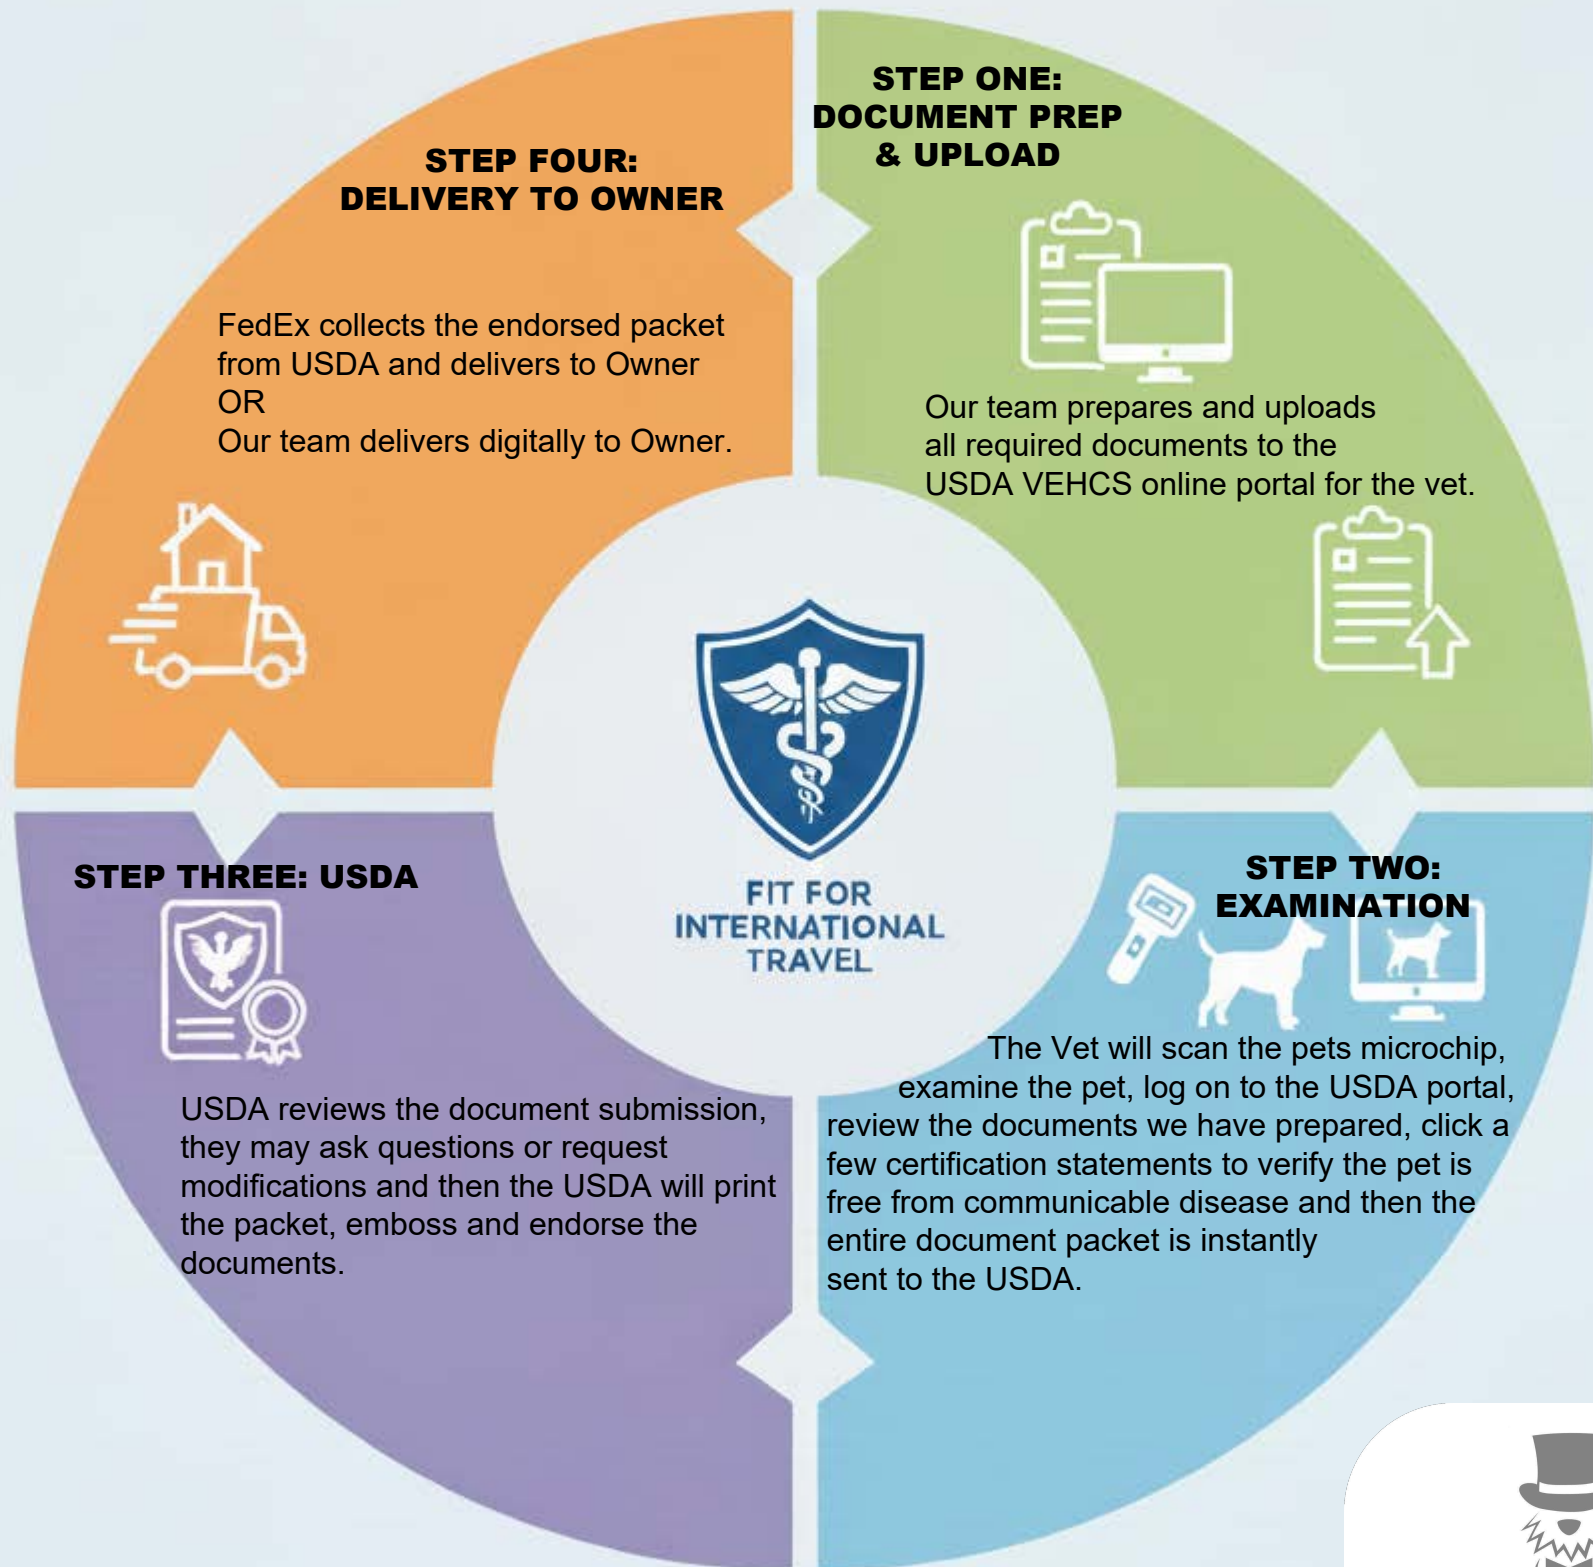 STEP ONE:
DOCUMENT PREP
& UPLOAD
Our team prepares and uploads
all required documents to the
USDA VEHCS online portal for the vet.
STEP TWO:
EXAMINATION
The Vet will scan the pets microchip,
examine the pet, log on to the USDA portal,
review the documents we have prepared, click a
few certification statements to verify the pet is
free from communicable disease and then the
entire document packet is instantly
sent to the USDA.
STEP THREE: USDA
USDA reviews the document submission,
they may ask questions or request
modifications and then the USDA will print
the packet, emboss and endorse the
documents.
STEP FOUR:
DELIVERY TO OWNER
FedEx collects the endorsed packet
from USDA and delivers to Owner
OR
Our team delivers digitally to Owner.
FIT FOR
INTERNATIONAL
TRAVEL